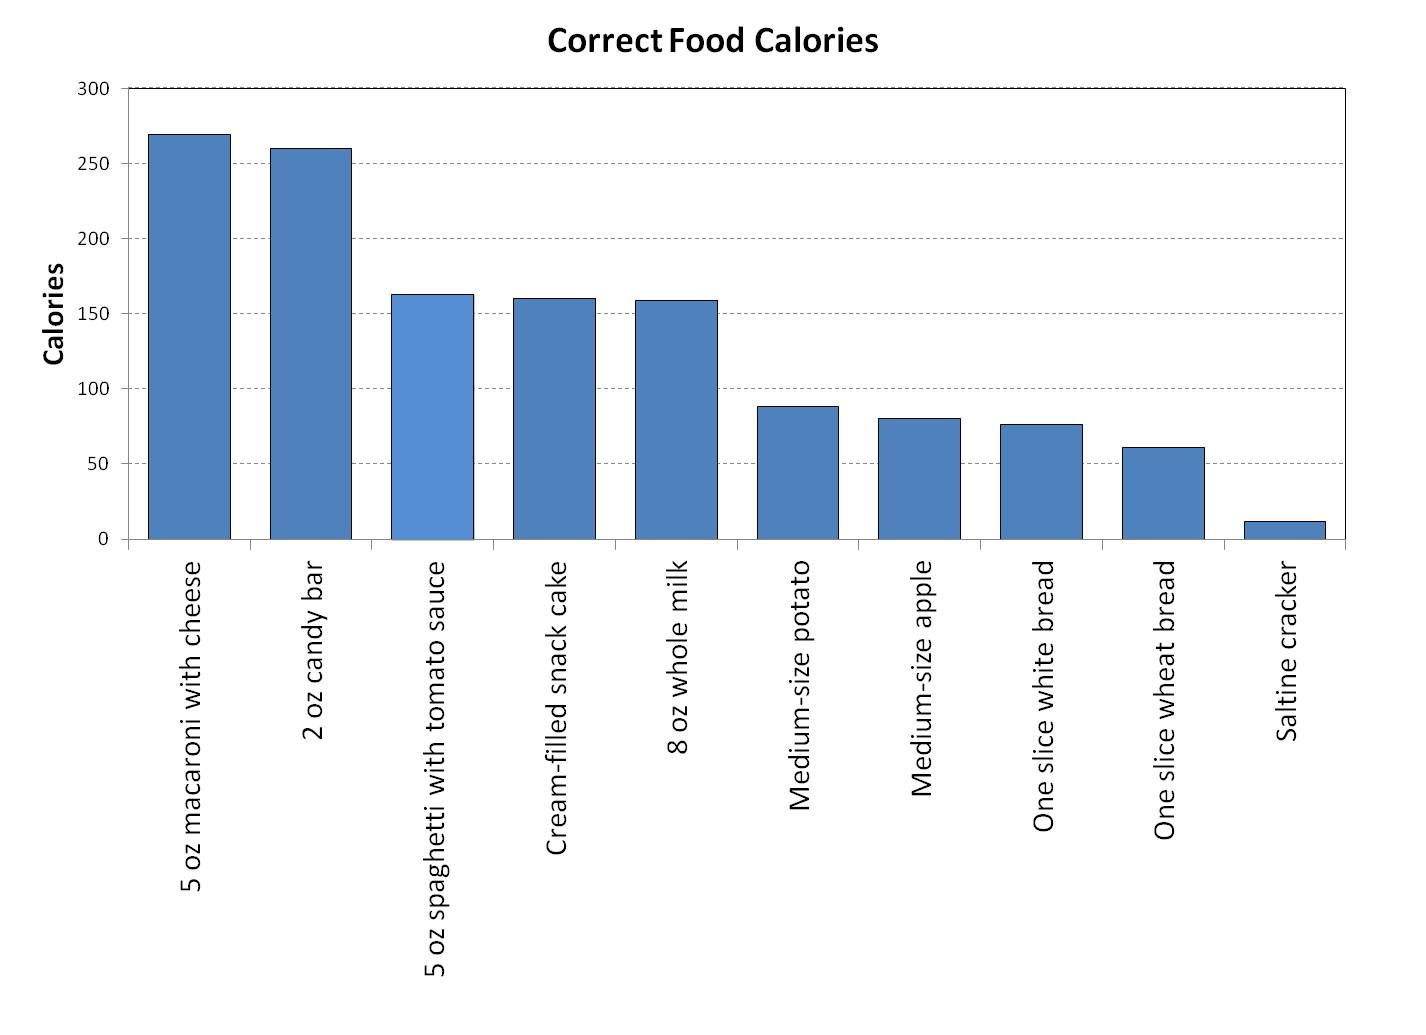 Correct Food Calories
300
250
200
150
100
50
0
Calories
5 oz macaroni with cheese
2 oz candy bar
5 oz spaghetti with tomato sauce
Cream-filled snack cake
8 oz whole milk
Medium-size potato
Medium-size apple
One slice white bread
One slice wheat bread
Saltine cracker